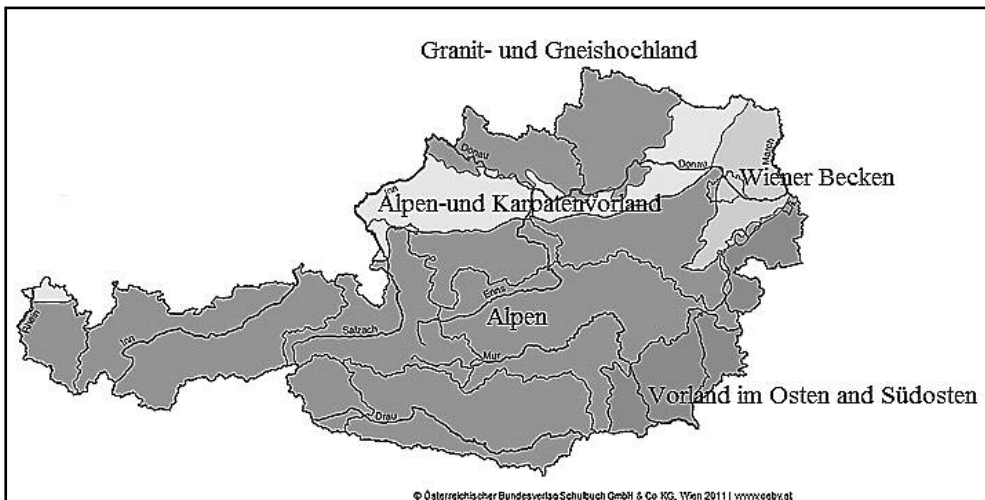 Granit- und Gneishochland
Donau
March
Donau
Wiener Becken
Inn
Alpen-und Karpatenvorland
Enns
Rhein
Alpen
Salzach
Inn
Mur
Vorland im Osten and Südosten
Drau
© Österreichischer Bundesverlag Schulbuch GmbH & Co KG, Wien 2011 | www.oebv.at